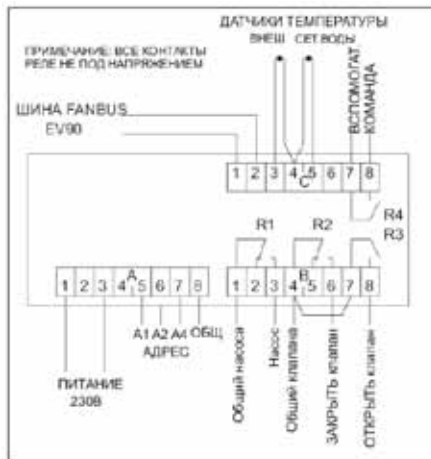 ДАТЧИКИ ТЕМПЕРАТУРЫ
ВНЕШ СЕТ.ВОДЫ
ПРИМЕЧАНИЕ: ВСЕ КОНТАКТЫ
РЕЛЕ НЕ ПОД НАПРЯЖЕНИЕМ
ВСПОМОГАТ.
КОМАНДА
ШИНА FANBUS
EV90
1 2 3 4 5 6 7 8
C
R4
R1 R2 R3
A B
1 2 3 4 5 6 7 8
1 2 3 4 5 6 7 8
A1 A2 A4 ОБЩ
АДРЕС
ПИТАНИЕ
230В
Общий насоса
Насос
Общий клапана
ЗАКРЫТЬ клапан
ОТКРЫТЬ клапан